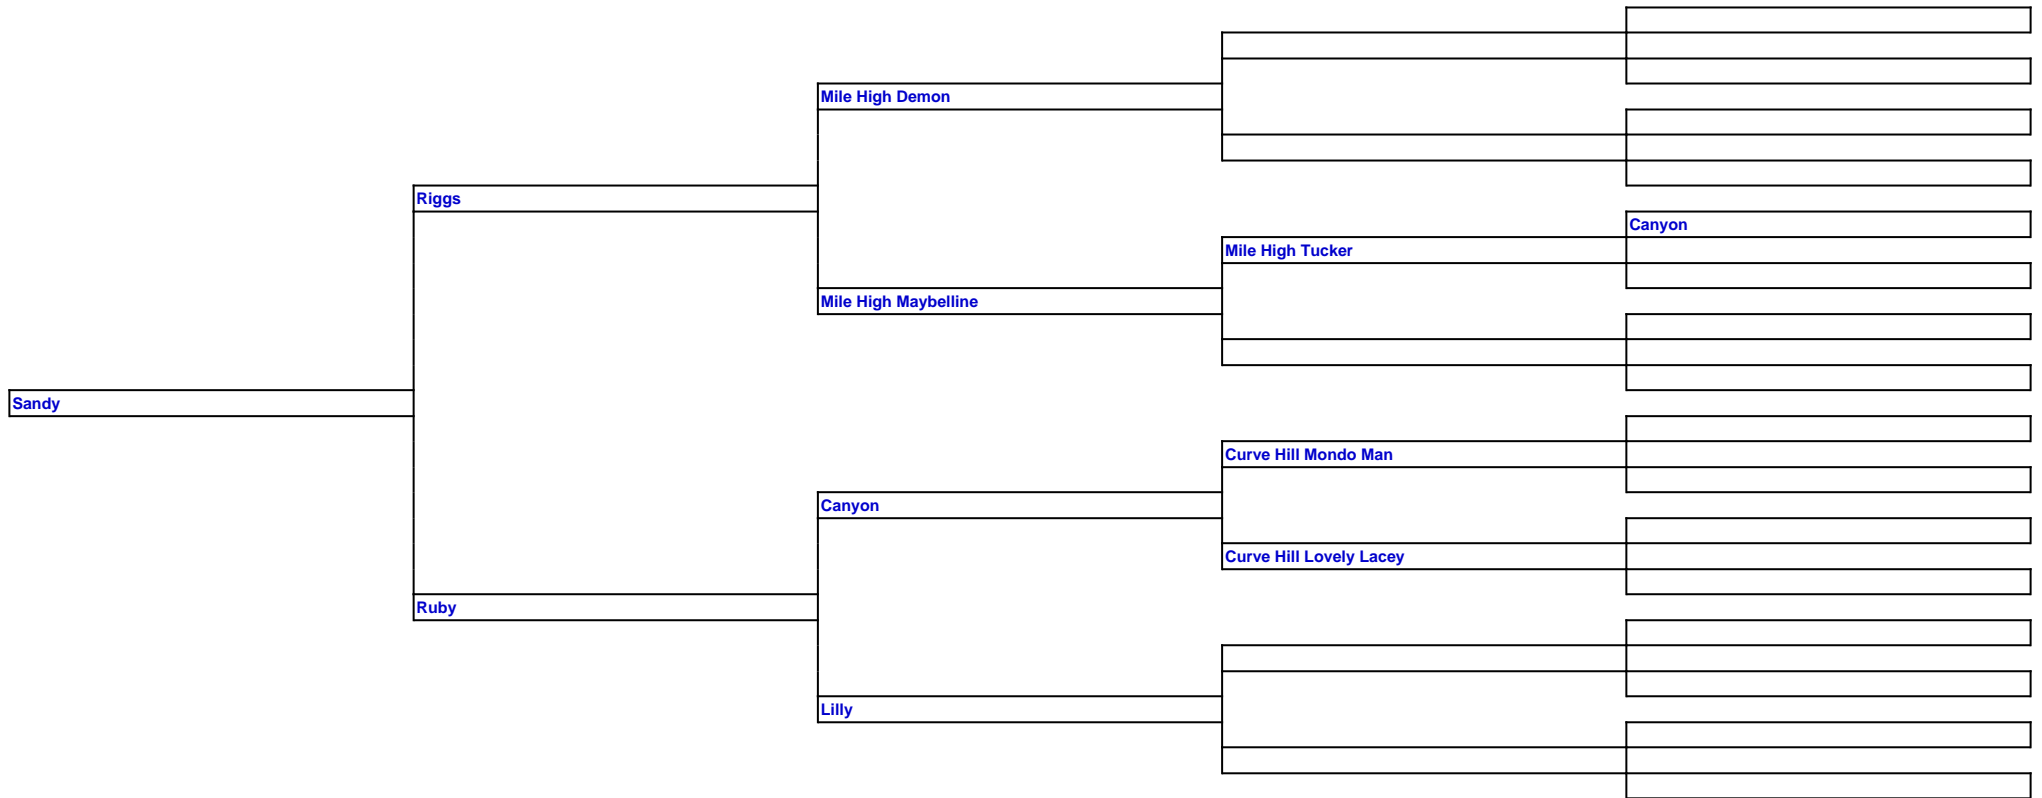 Mile High Demon
Riggs
Canyon
Mile High Tucker
Mile High Maybelline
Sandy
Curve Hill Mondo Man
Canyon
Curve Hill Lovely Lacey
Ruby
Lilly